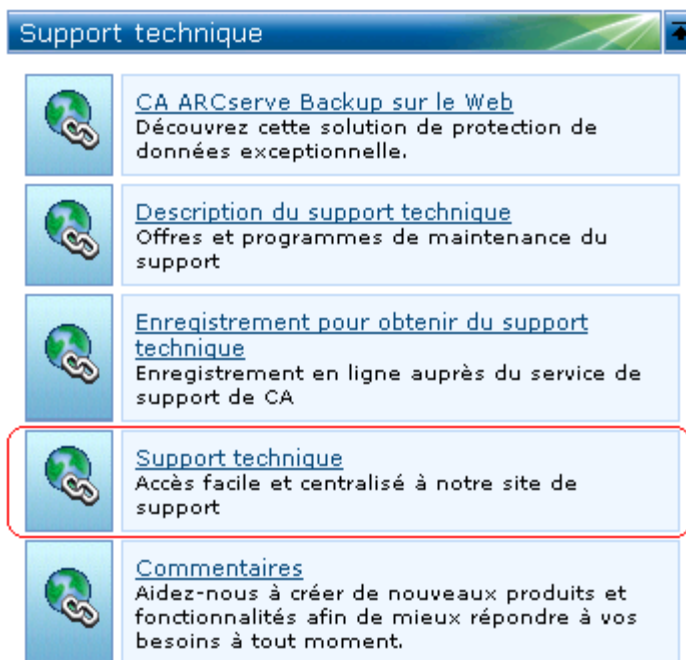 Support technique
CA ARCserve Backup sur le Web
Découvrez cette solution de protection de
données exceptionnelle.
Description du support technique
Offres et programmes de maintenance du
support
Enregistrement pour obtenir du support
technique
Enregistrement en ligne auprès du service de
support de CA
Support technique
Accès facile et centralisé à notre site de
support
Commentaires
Aidez-nous à créer de nouveaux produits et
fonctionnalités afin de mieux répondre à vos
besoins à tout moment.